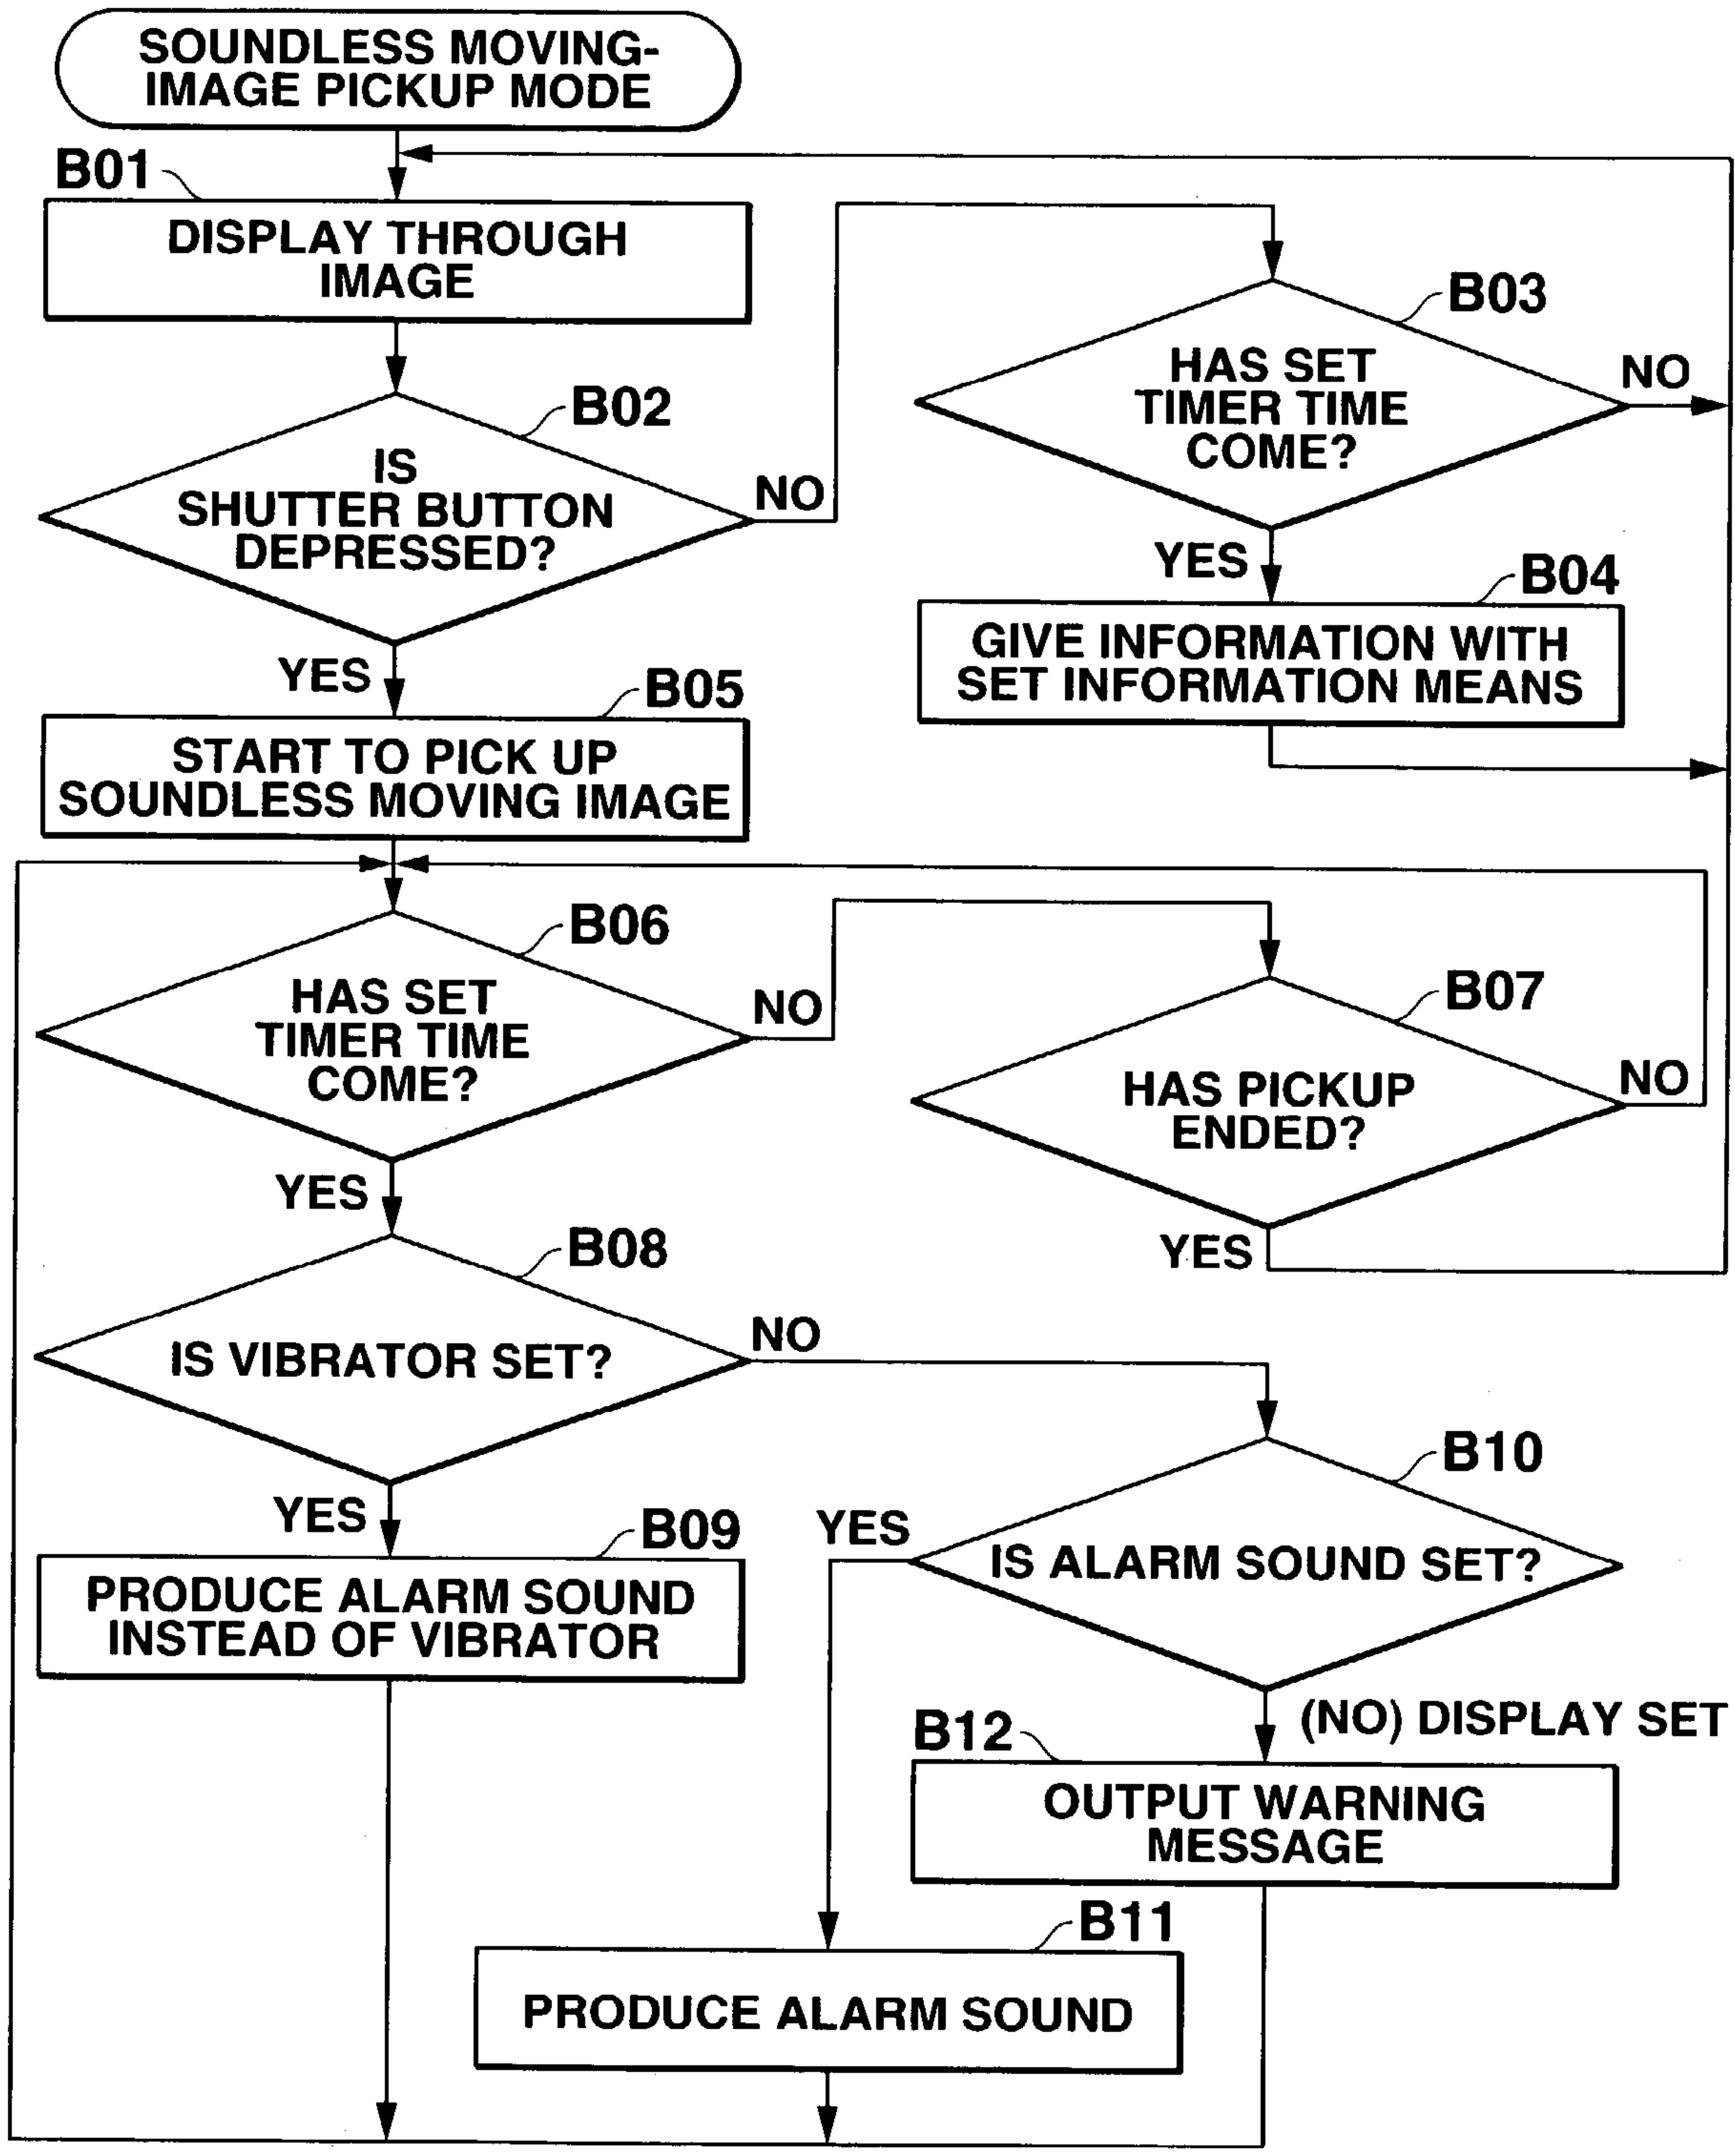 SOUNDLESS MOVING-
IMAGE PICKUP MODE
B01
DISPLAY THROUGH
IMAGE
B02
IS
SHUTTER BUTTON
DEPRESSED?
NO
YES
B03
HAS SET
TIMER TIME
COME?
NO
YES
B04
GIVE INFORMATION WITH
SET INFORMATION MEANS
B05
START TO PICK UP
SOUNDLESS MOVING IMAGE
B06
HAS SET
TIMER TIME
COME?
NO
YES
B07
HAS PICKUP
ENDED?
NO
YES
B08
IS VIBRATOR SET?
NO
YES
B09
PRODUCE ALARM SOUND
INSTEAD OF VIBRATOR
B10
IS ALARM SOUND SET?
YES
(NO) DISPLAY SET
B12
OUTPUT WARNING
MESSAGE
B11
PRODUCE ALARM SOUND